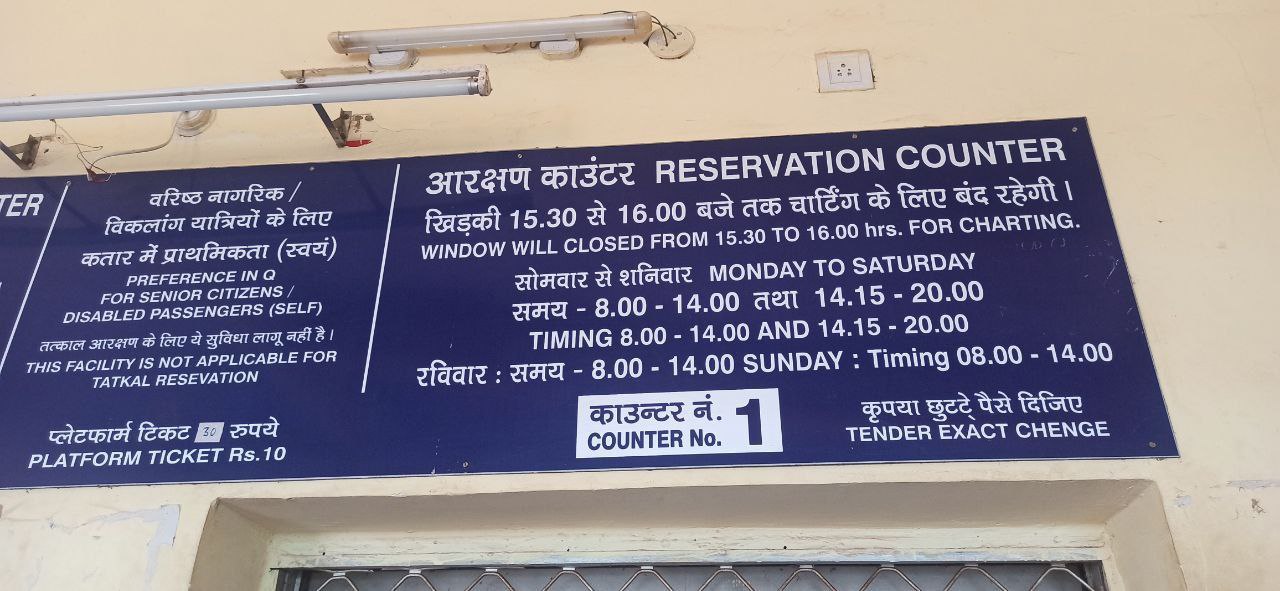 TER
वरिष्ठ नागरिक /
विकलांग यात्रियों के लिए
कतार में प्राथमिकता (स्वयं)
PREFERENCE IN Q
FOR SENIOR CITIZENS /
DISABLED PASSENGERS (SELF)
तत्काल आरक्षण के लिए ये सुविधा लागू नहीं है।
THIS FACILITY IS NOT APPLICABLE FOR
TATKAL RESEVATION
प्लेटफार्म टिकट 30 रुपये
PLATFORM TICKET Rs.10
आरक्षण काउंटर RESERVATION COUNTER
खिड़की 15.30 से 16.00 बजे तक चार्टिंग के लिए बंद रहेगी।
WINDOW WILL CLOSED FROM 15.30 TO 16.00 hrs. FOR CHARTING.
सोमवार से शनिवार MONDAY TO SATURDAY
समय - 8.00 - 14.00 तथा 14.15 - 20.00
TIMING 8.00 - 14.00 AND 14.15 - 20.00
रविवार : समय - 8.00 - 14.00 SUNDAY : Timing 08.00 - 14.00
काउन्टर नं. 1
COUNTER No.
कृपया छुटटे् पैसे दिजिए
TENDER EXACT CHENGE